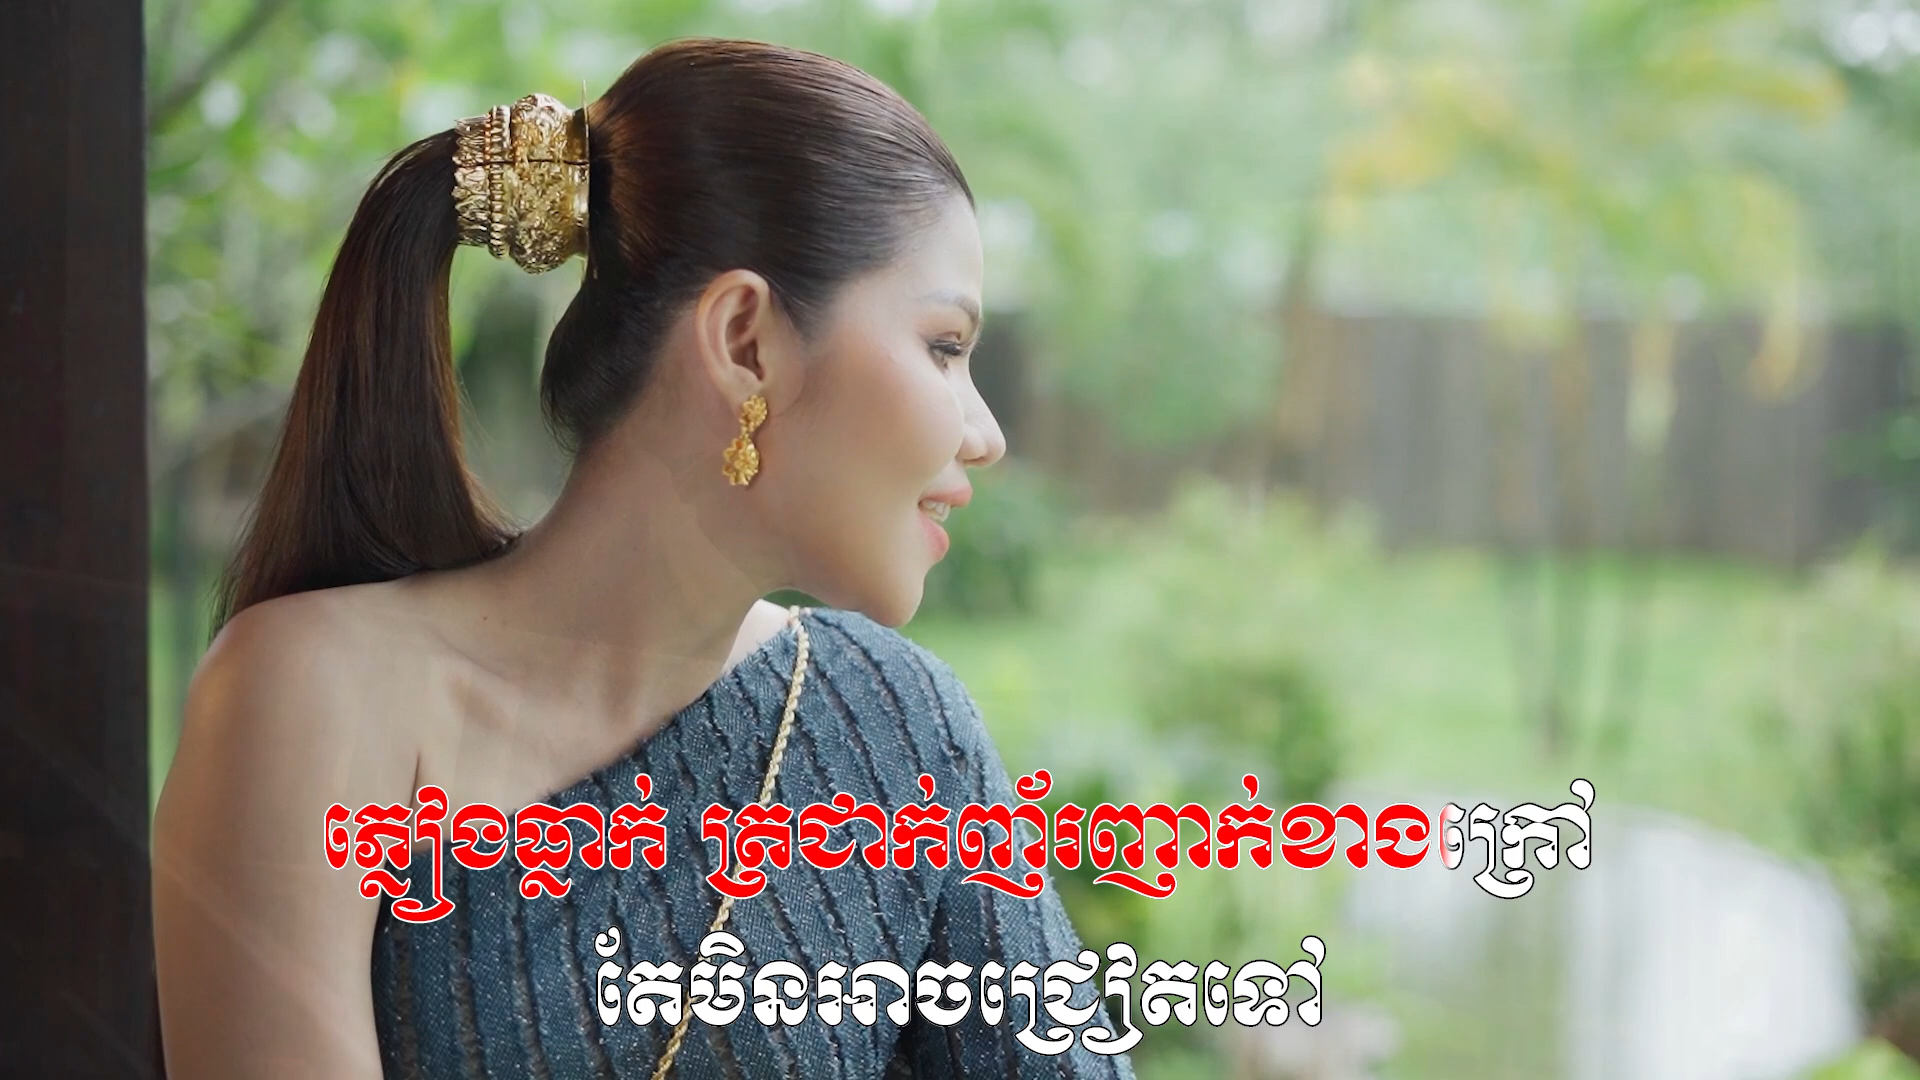 ភ្លៀងធ្លាក់ ត្រជាក់ញ័រញាក់ខាងក្រៅ
តែមិនអាចជ្រៀតទៅ